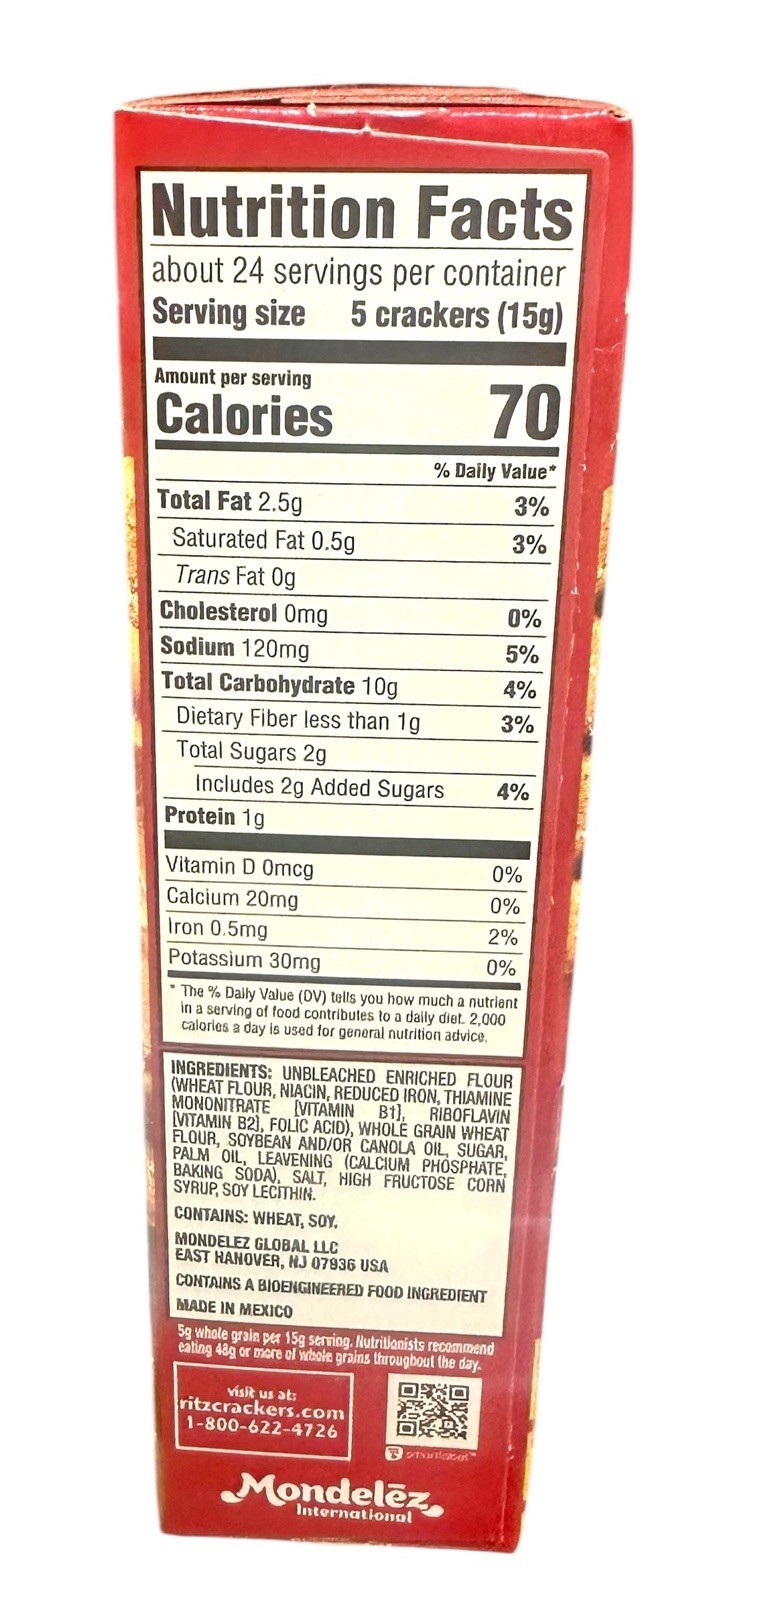 Nutrition Facts
about 24 servings per container
Serving size 5 crackers (15g)
Amount per serving
Calories 70
% Daily Value*
Total Fat 2.5g 3%
Saturated Fat 0.5g 3%
Trans Fat 0g
Cholesterol 0mg 0%
Sodium 120mg 5%
Total Carbohydrate 10g 4%
Dietary Fiber less than 1g 3%
Total Sugars 2g
Includes 2g Added Sugars 4%
Protein 1g
Vitamin D 0mcg 0%
Calcium 20mg 0%
Iron 0.5mg 2%
Potassium 30mg 0%
* The % Daily Value (DV) tells you how much a nutrient
in a serving of food contributes to a daily diet. 2,000
calories a day is used for general nutrition advice.
INGREDIENTS: UNBLEACHED ENRICHED FLOUR
(WHEAT FLOUR, NIACIN, REDUCED IRON, THIAMINE
MONONITRATE [VITAMIN B1], RIBOFLAVIN
[VITAMIN B2], FOLIC ACID), WHOLE GRAIN WHEAT
FLOUR, SOYBEAN AND/OR CANOLA OIL, SUGAR,
PALM OIL, LEAVENING (CALCIUM PHOSPHATE,
BAKING SODA), SALT, HIGH FRUCTOSE CORN
SYRUP, SOY LECITHIN.
CONTAINS: WHEAT, SOY.
MONDELEZ GLOBAL LLC
EAST HANOVER, NJ 07936 USA
CONTAINS A BIOENGINEERED FOOD INGREDIENT
MADE IN MEXICO
5g whole grain per 15g serving. Nutritionists recommend
eating 48g or more of whole grains throughout the day.
visit us at:
ritzcrackers.com
1-800-622-4726
smartlabel™
Mondelēz
International